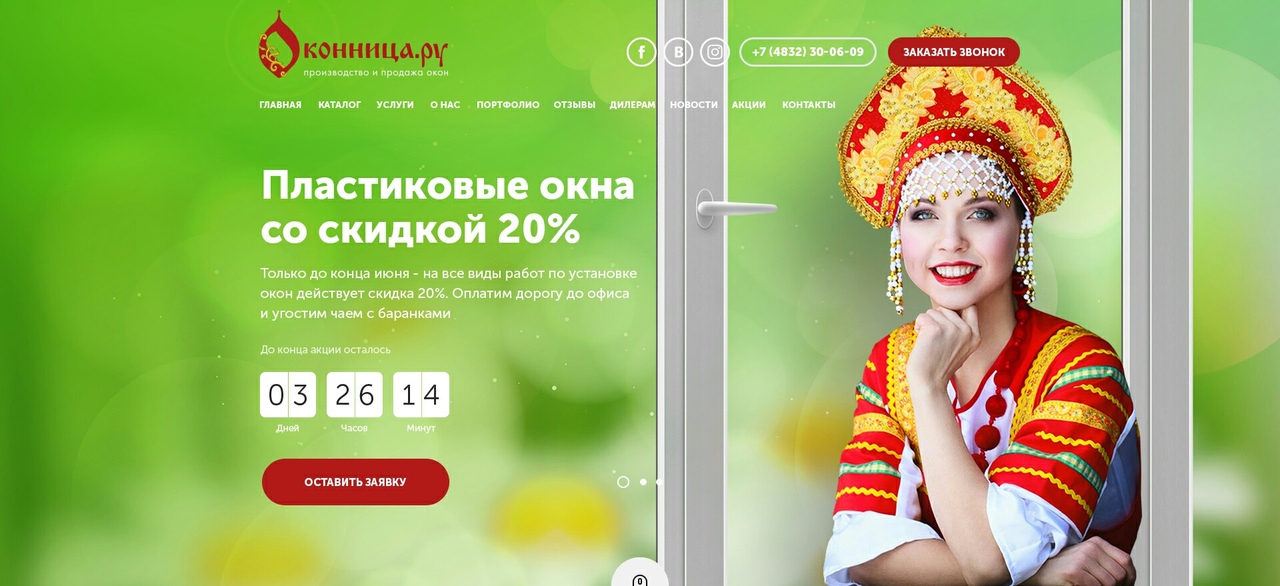 Оконница.ру
производство и продажа окон
f
B
+7 (4832) 30-06-09
ЗАКАЗАТЬ ЗВОНОК
ГЛАВНАЯ КАТАЛОГ УСЛУГИ О НАС ПОРТФОЛИО ОТЗЫВЫ ДИЛЕРАМ НОВОСТИ АКЦИИ КОНТАКТЫ
Пластиковые окна
со скидкой 20%
Только до конца июня - на все виды работ по установке
окон действует скидка 20%. Оплатим дорогу до офиса
и угостим чаем с баранками
До конца акции осталось
03 26 14
Дней Часов Минут
ОСТАВИТЬ ЗАЯВКУ